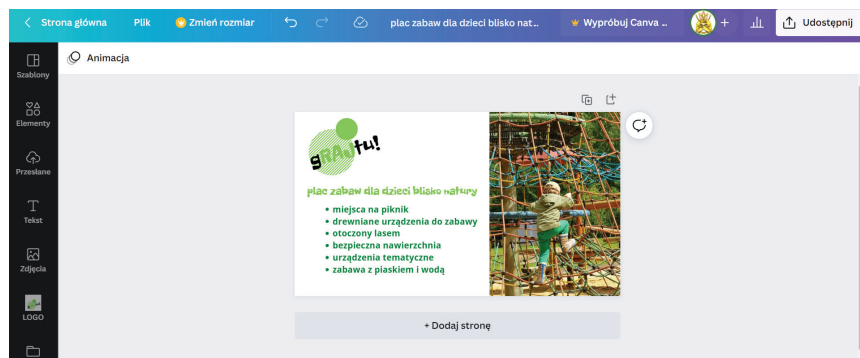 Strona główna
Plik
Zmień rozmiar
plac zabaw dla dzieci blisko nat...
Wypróbuj Canva ...
+
Udostępnij
Animacja
Szablony
Elementy
Przesłane
Tekst
Zdjęcia
LOGO
gRAJtu!
plac zabaw dla dzieci blisko natury
• miejsca na piknik
• drewniane urządzenia do zabawy
• otoczony lasem
• bezpieczna nawierzchnia
• urządzenia tematyczne
• zabawa z piaskiem i wodą
+ Dodaj stronę